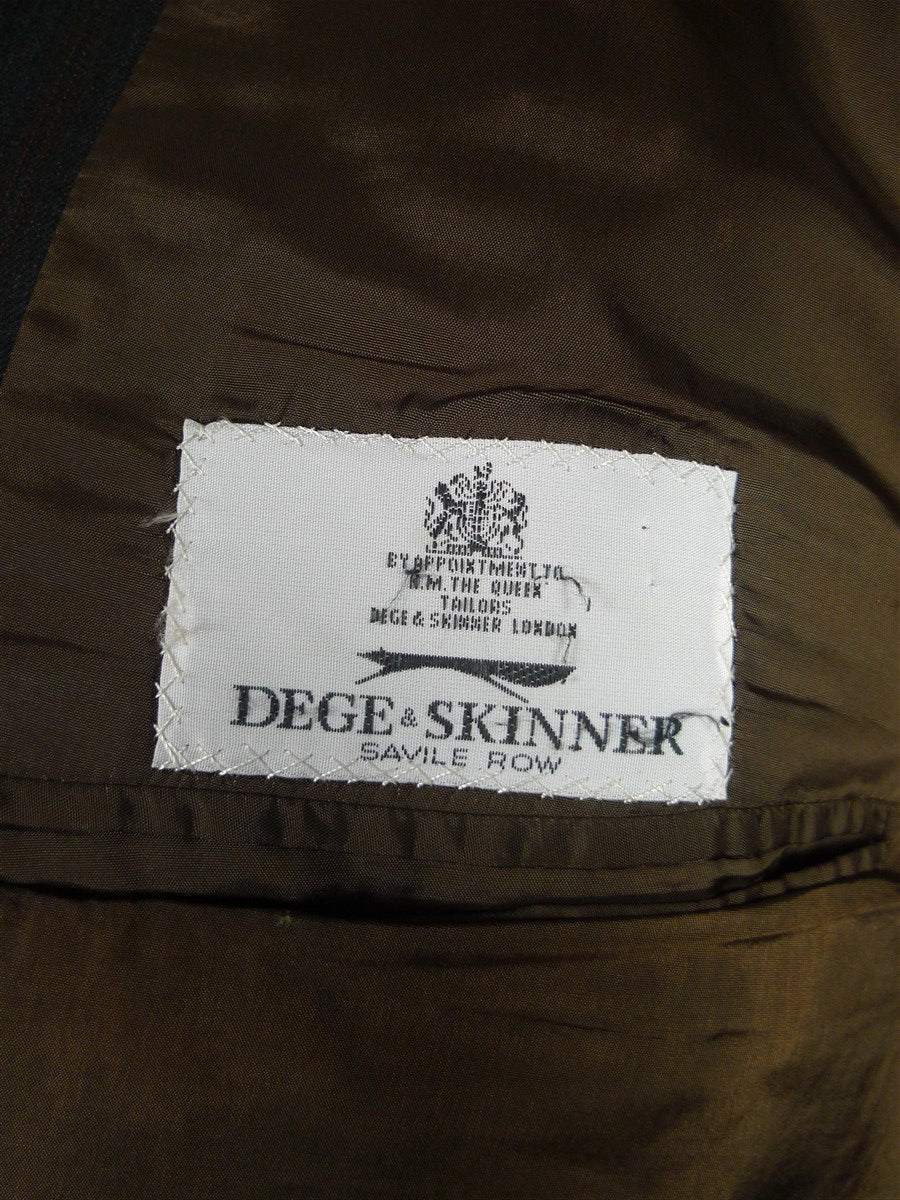 BY APPOINTMENT TO
H.M. THE QUEEN
TAILORS
DEGE & SKINNER LONDON
DEGE & SKINNER
SAVILE ROW